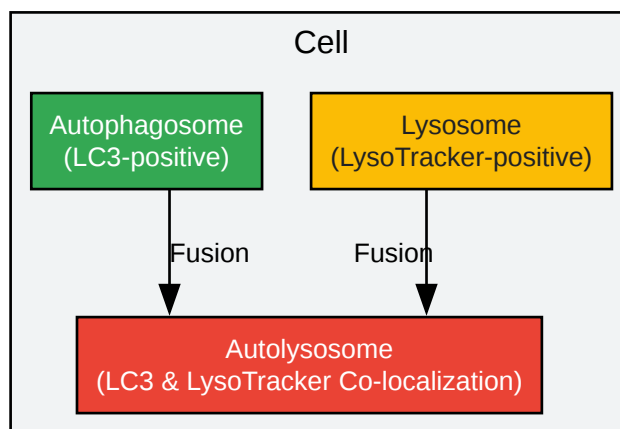 Cell
Autophagosome
(LC3-positive)
Lysosome
(LysoTracker-positive)
Fusion
Fusion
Autolysosome
(LC3 & LysoTracker Co-localization)